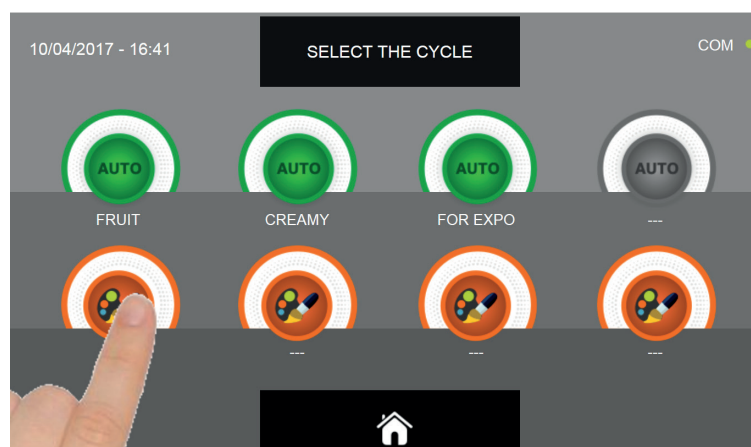 10/04/2017 - 16:41
SELECT THE CYCLE
COM
AUTO AUTO AUTO AUTO
FRUIT CREAMY FOR EXPO ---
--- --- ---